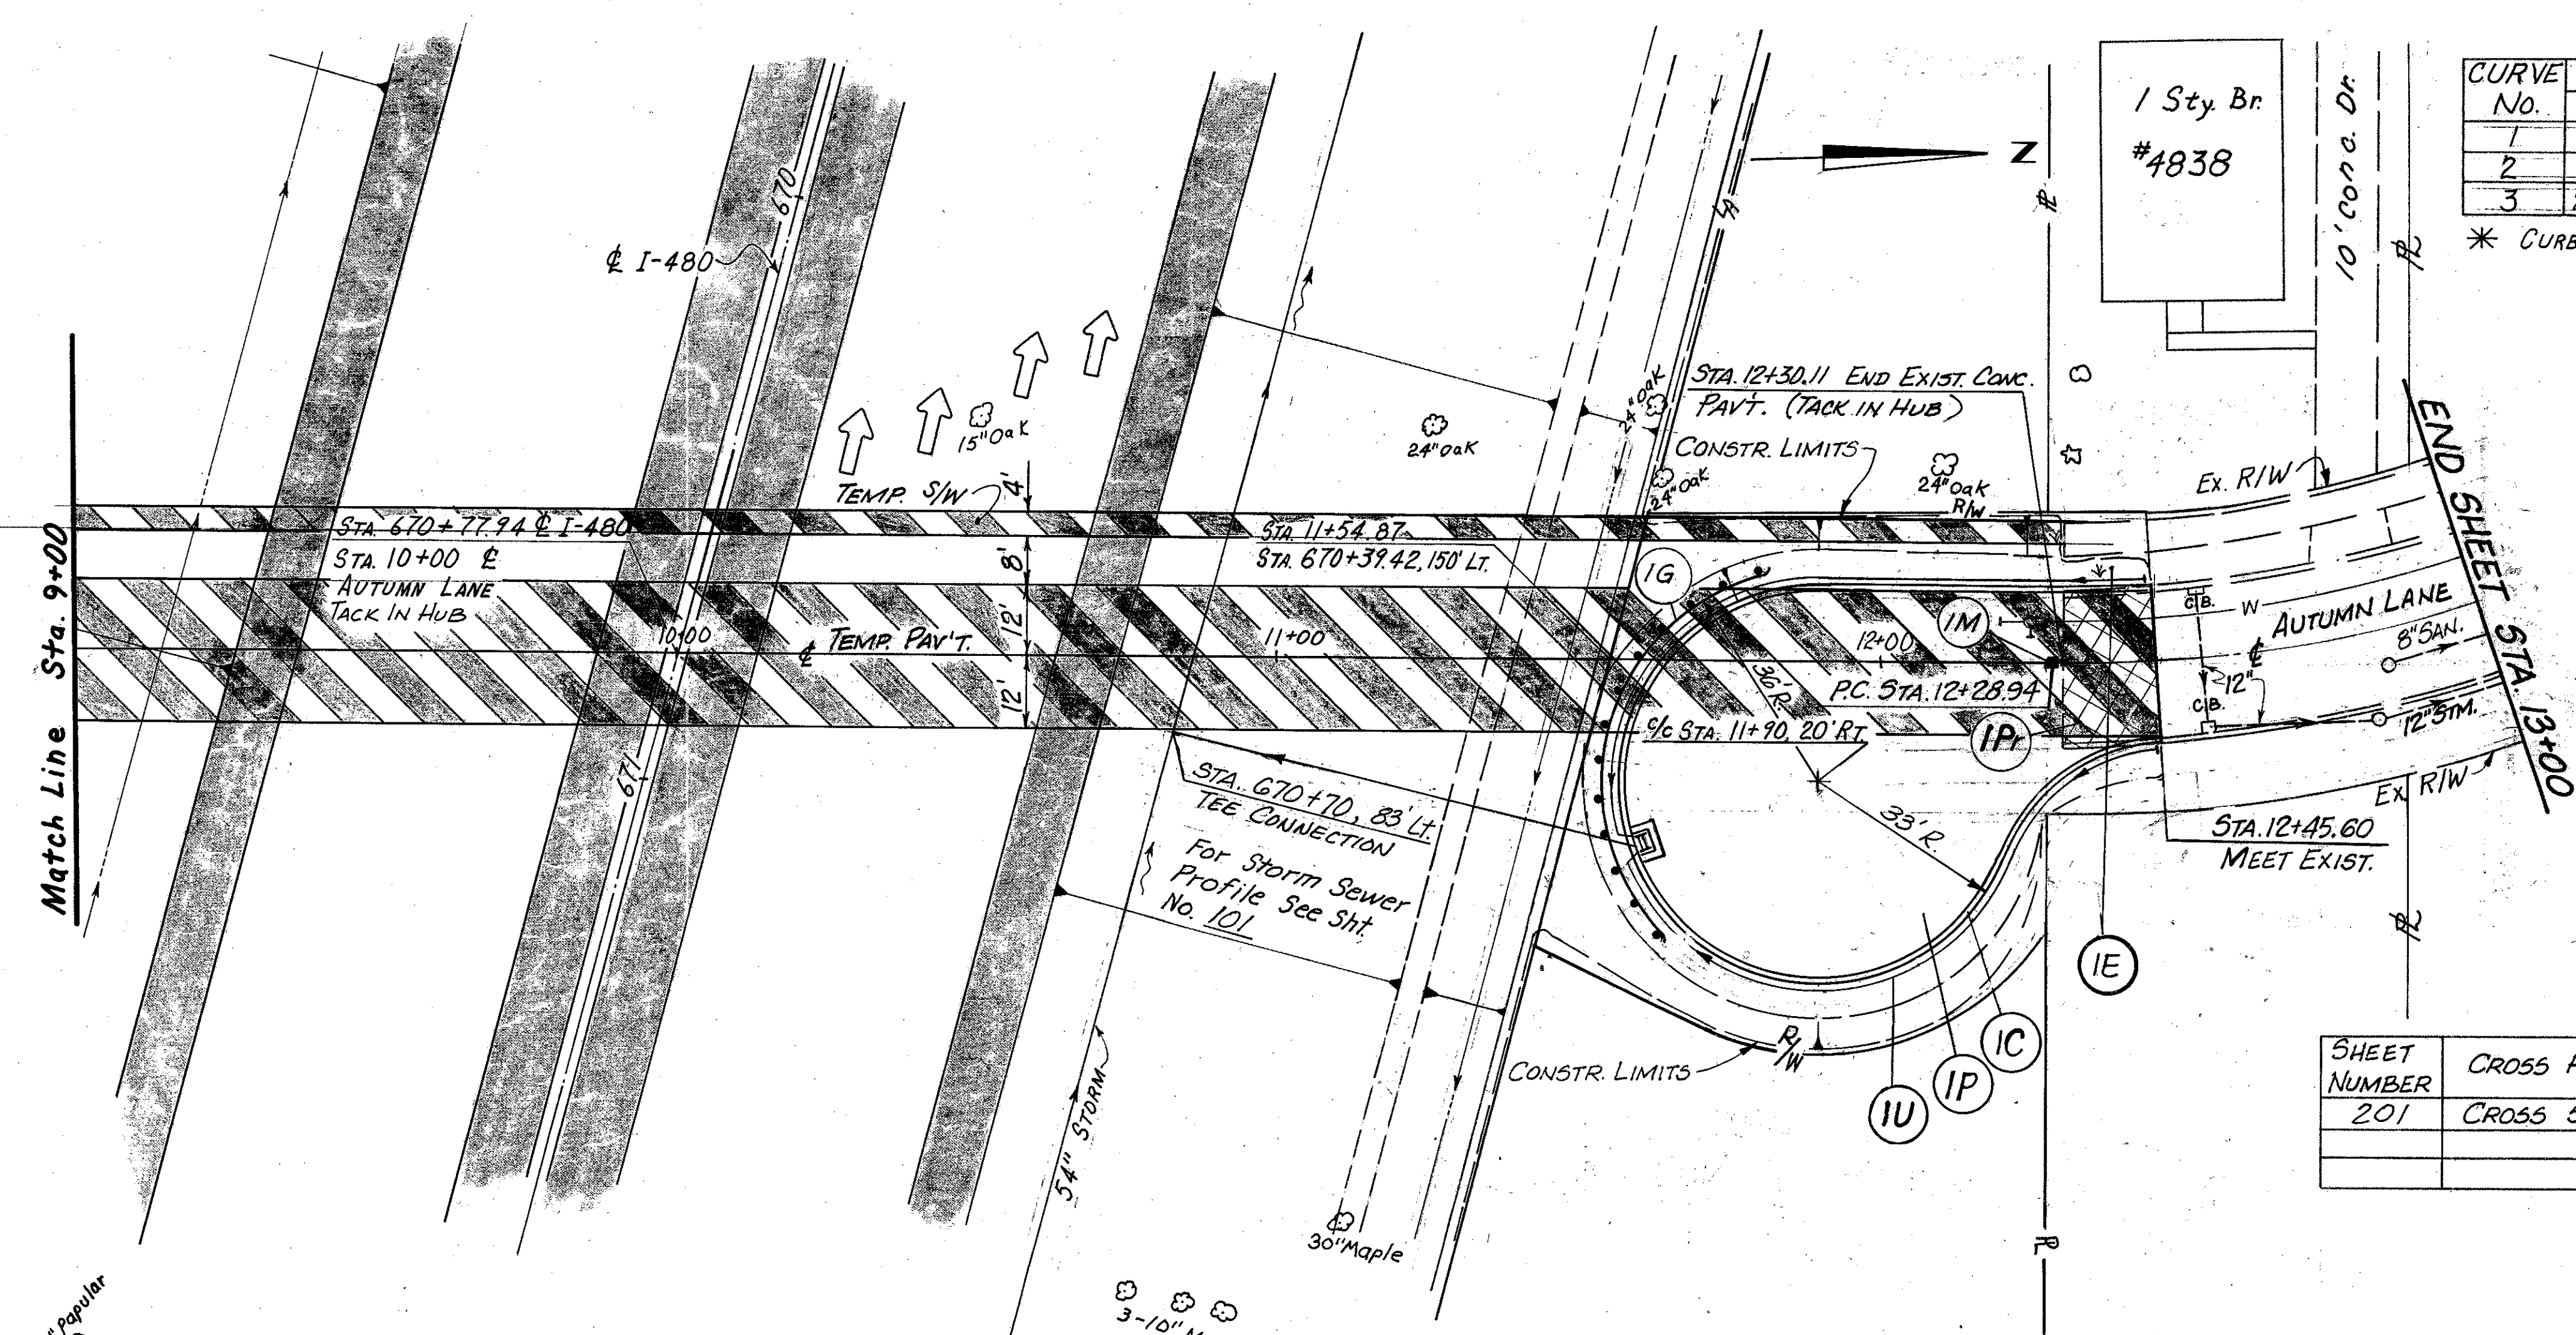 1 Sty. Br.
#4838
10' conc. Dr.
CURVE
No.
1
2
3
* CURB
N
℄ I-480
670
15"Oak
TEMP. S/W
4'
24"Oak
24"oak
24"Oak
STA. 12+30.11 END EXIST. CONC.
PAV'T. (TACK IN HUB)
CONSTR. LIMITS
24"oak
R/W
Ex. R/W
END SHEET STA. 13+00
Match Line Sta. 9+00
STA. 670+77.94 ℄ I-480
STA. 10+00 ℄
AUTUMN LANE
TACK IN HUB
10+00
8'
12'
12'
℄ TEMP. PAV'T.
STA. 11+54.87
STA. 670+39.42, 150' LT.
11+00
1G
1M
12+00
36' R.
P.C. STA. 12+28.94
C/C STA. 11+90, 20' RT.
1Pr
C.B.
W
AUTUMN LANE
℄
8"SAN.
12"
C.B.
12"STM.
Ex. R/W
33' R.
STA. 12+45.60
MEET EXIST.
671
STA. 670+70, 83' LT.
TEE CONNECTION
For Storm Sewer
Profile See Sht.
No. 101
1E
54" STORM
CONSTR. LIMITS
R/W
1U
1P
1C
30"Maple
3-10"
" papular
SHEET
NUMBER
CROSS
201
CROSS